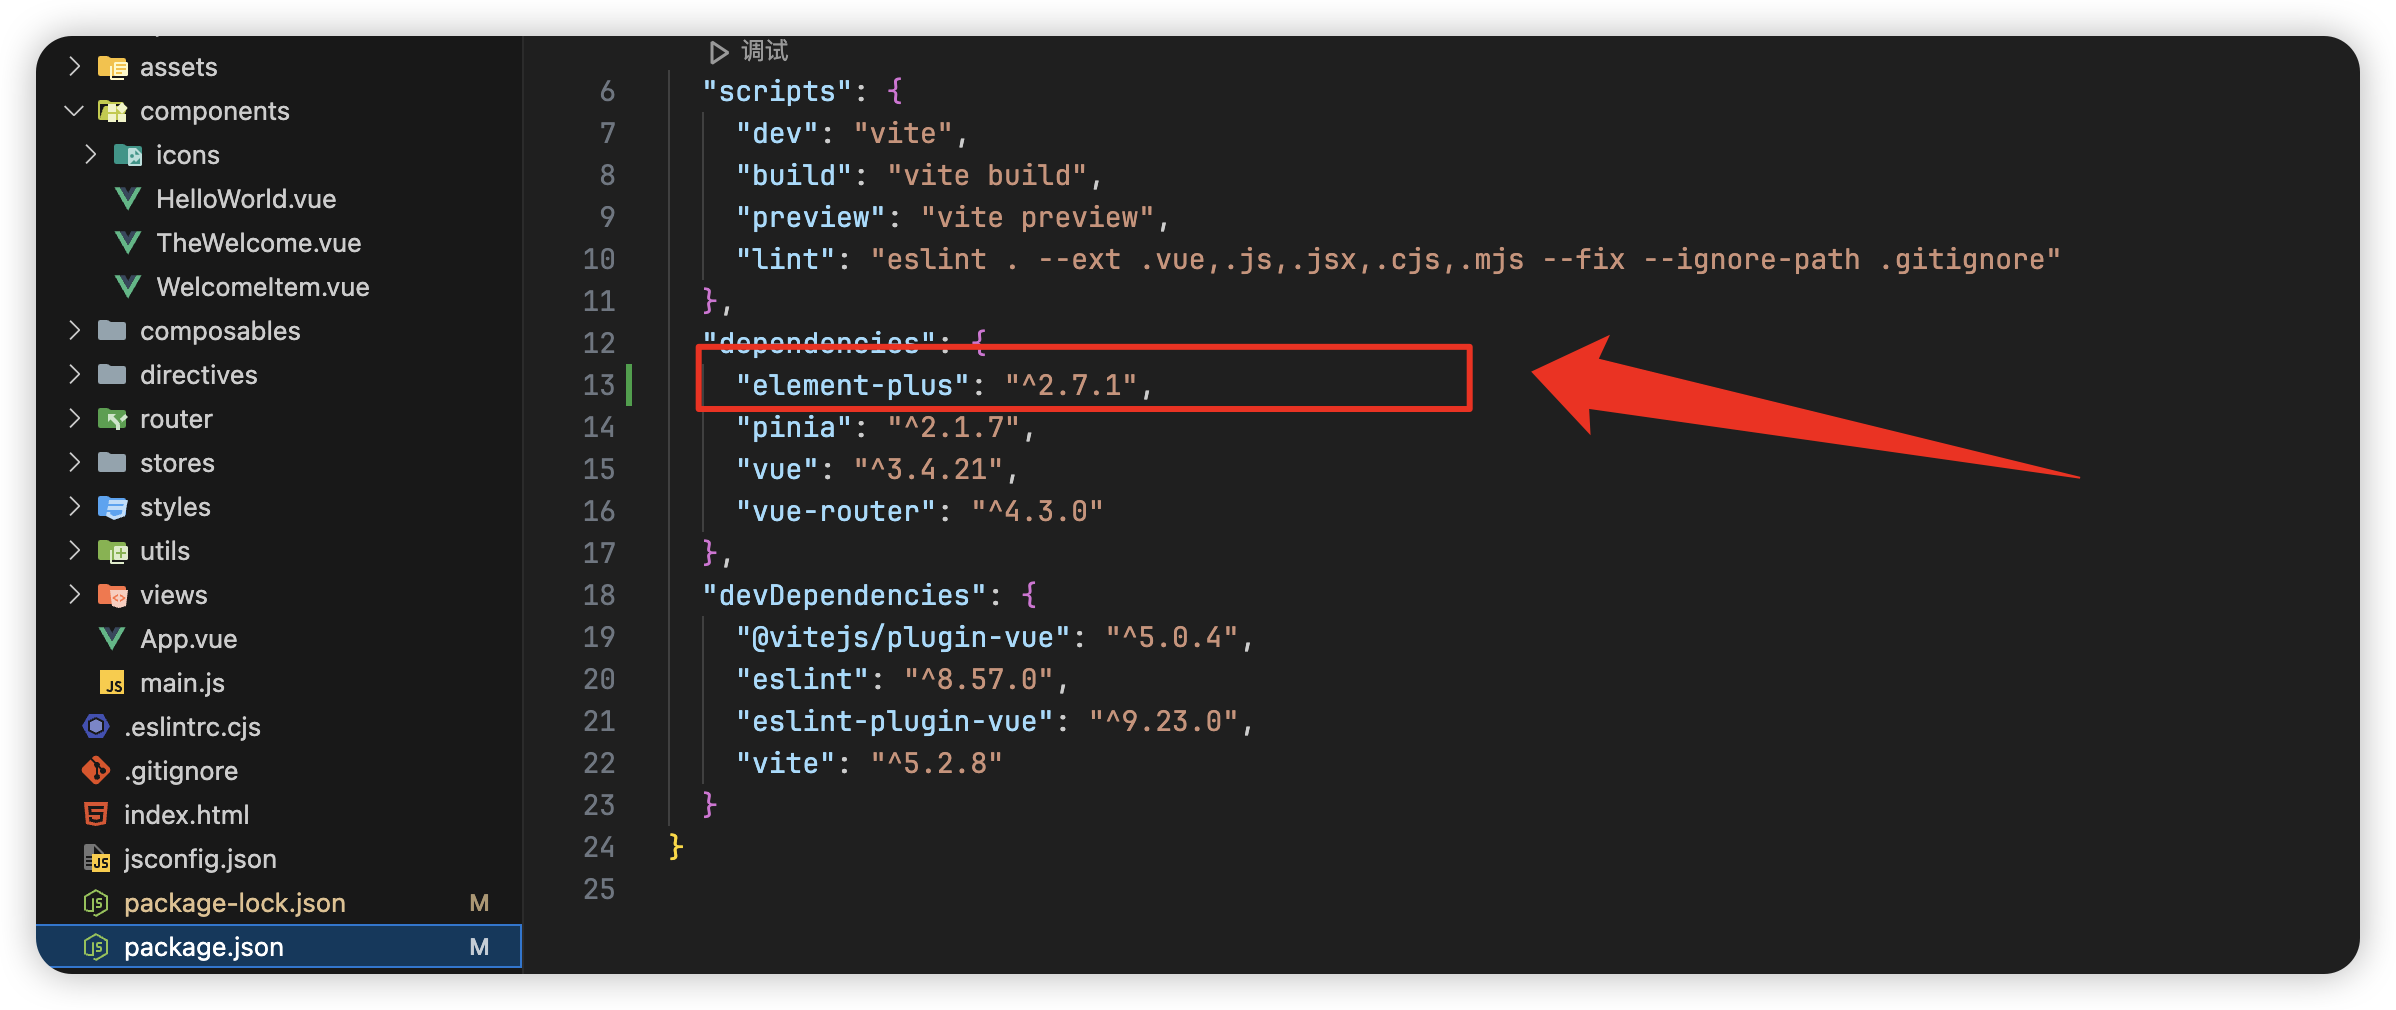 assets
components
icons
HelloWorld.vue
TheWelcome.vue
WelcomeItem.vue
composables
directives
router
stores
styles
utils
views
App.vue
main.js
.eslintrc.cjs
.gitignore
index.html
jsconfig.json
package-lock.json M
package.json M
调试
6 "scripts": {
7 "dev": "vite",
8 "build": "vite build",
9 "preview": "vite preview",
10 "lint": "eslint . --ext .vue,.js,.jsx,.cjs,.mjs --fix --ignore-path .gitignore"
11 },
12 "dependencies": {
13 "element-plus": "^2.7.1",
14 "pinia": "^2.1.7",
15 "vue": "^3.4.21",
16 "vue-router": "^4.3.0"
17 },
18 "devDependencies": {
19 "@vitejs/plugin-vue": "^5.0.4",
20 "eslint": "^8.57.0",
21 "eslint-plugin-vue": "^9.23.0",
22 "vite": "^5.2.8"
23 }
24 }
25